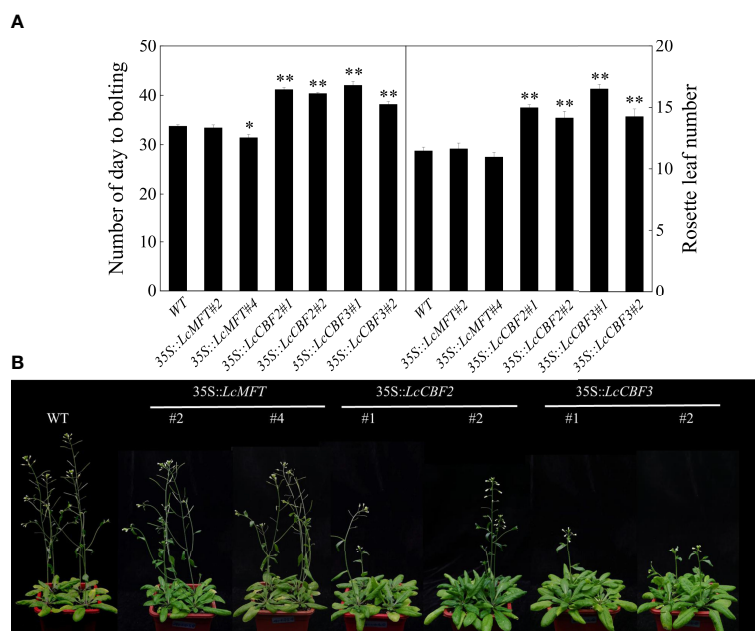 A
Number of day to bolting
50
40
30
20
10
0
** ** ** ** * ** ** ** **
20
15
10
5
0
Rosette leaf number
WT
35S::LcMFT#2
35S::LcMFT#4
35S::LcCBF2#1
35S::LcCBF2#2
35S::LcCBF3#1
35S::LcCBF3#2
WT
35S::LcMFT#2
35S::LcMFT#4
35S::LcCBF2#1
35S::LcCBF2#2
35S::LcCBF3#1
35S::LcCBF3#2
B
35S::LcMFT 35S::LcCBF2 35S::LcCBF3
WT #2 #4 #1 #2 #1 #2